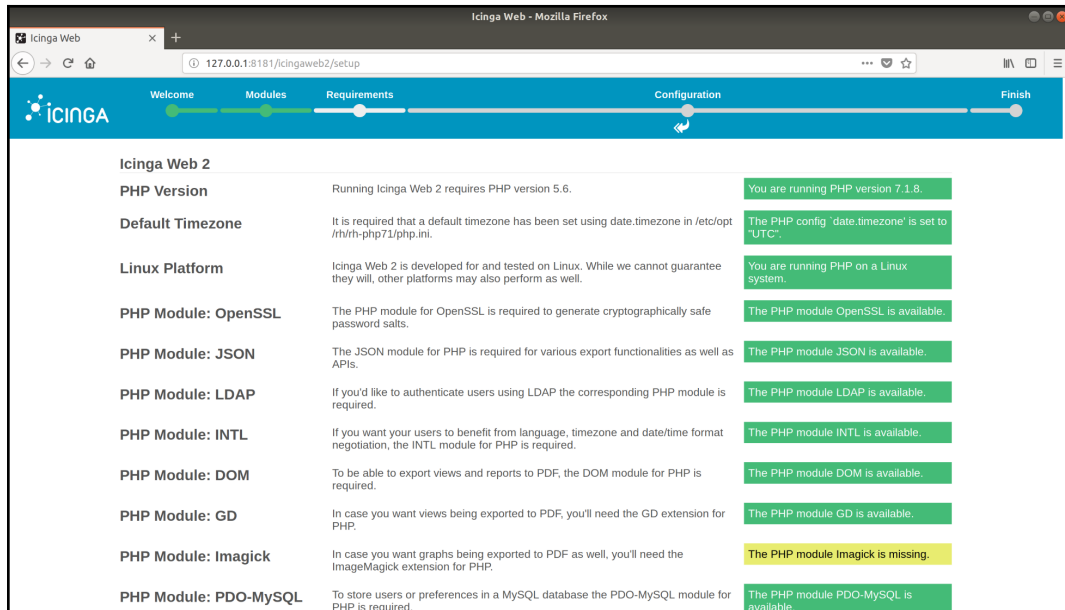 Icinga Web - Mozilla Firefox
Icinga Web
127.0.0.1:8181/icingaweb2/setup
ICINGA
Welcome
Modules
Requirements
Configuration
Finish
Icinga Web 2
PHP Version
Running Icinga Web 2 requires PHP version 5.6.
You are running PHP version 7.1.8.
Default Timezone
It is required that a default timezone has been set using date.timezone in /etc/opt
/rh/rh-php71/php.ini.
The PHP config `date.timezone' is set to
"UTC".
Linux Platform
Icinga Web 2 is developed for and tested on Linux. While we cannot guarantee
they will, other platforms may also perform as well.
You are running PHP on a Linux
system.
PHP Module: OpenSSL
The PHP module for OpenSSL is required to generate cryptographically safe
password salts.
The PHP module OpenSSL is available.
PHP Module: JSON
The JSON module for PHP is required for various export functionalities as well as
APIs.
The PHP module JSON is available.
PHP Module: LDAP
If you'd like to authenticate users using LDAP the corresponding PHP module is
required.
The PHP module LDAP is available.
PHP Module: INTL
If you want your users to benefit from language, timezone and date/time format
negotiation, the INTL module for PHP is required.
The PHP module INTL is available.
PHP Module: DOM
To be able to export views and reports to PDF, the DOM module for PHP is
required.
The PHP module DOM is available.
PHP Module: GD
In case you want views being exported to PDF, you'll need the GD extension for
PHP.
The PHP module GD is available.
PHP Module: Imagick
In case you want graphs being exported to PDF as well, you'll need the
ImageMagick extension for PHP.
The PHP module Imagick is missing.
PHP Module: PDO-MySQL
To store users or preferences in a MySQL database the PDO-MySQL module for
PHP is required.
The PHP module PDO-MySQL is
available.